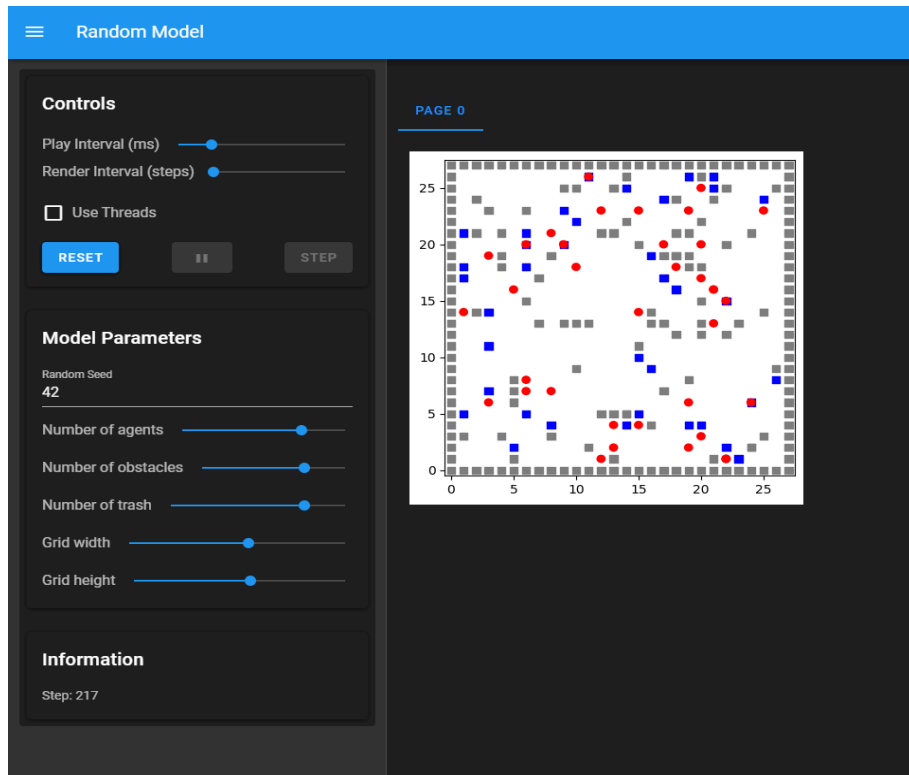 Random Model
Controls
Play Interval (ms)
Render Interval (steps)
Use Threads
RESET
STEP
Model Parameters
Random Seed
42
Number of agents
Number of obstacles
Number of trash
Grid width
Grid height
Information
Step: 217
PAGE 0
25
20
15
10
5
0
0 5 10 15 20 25